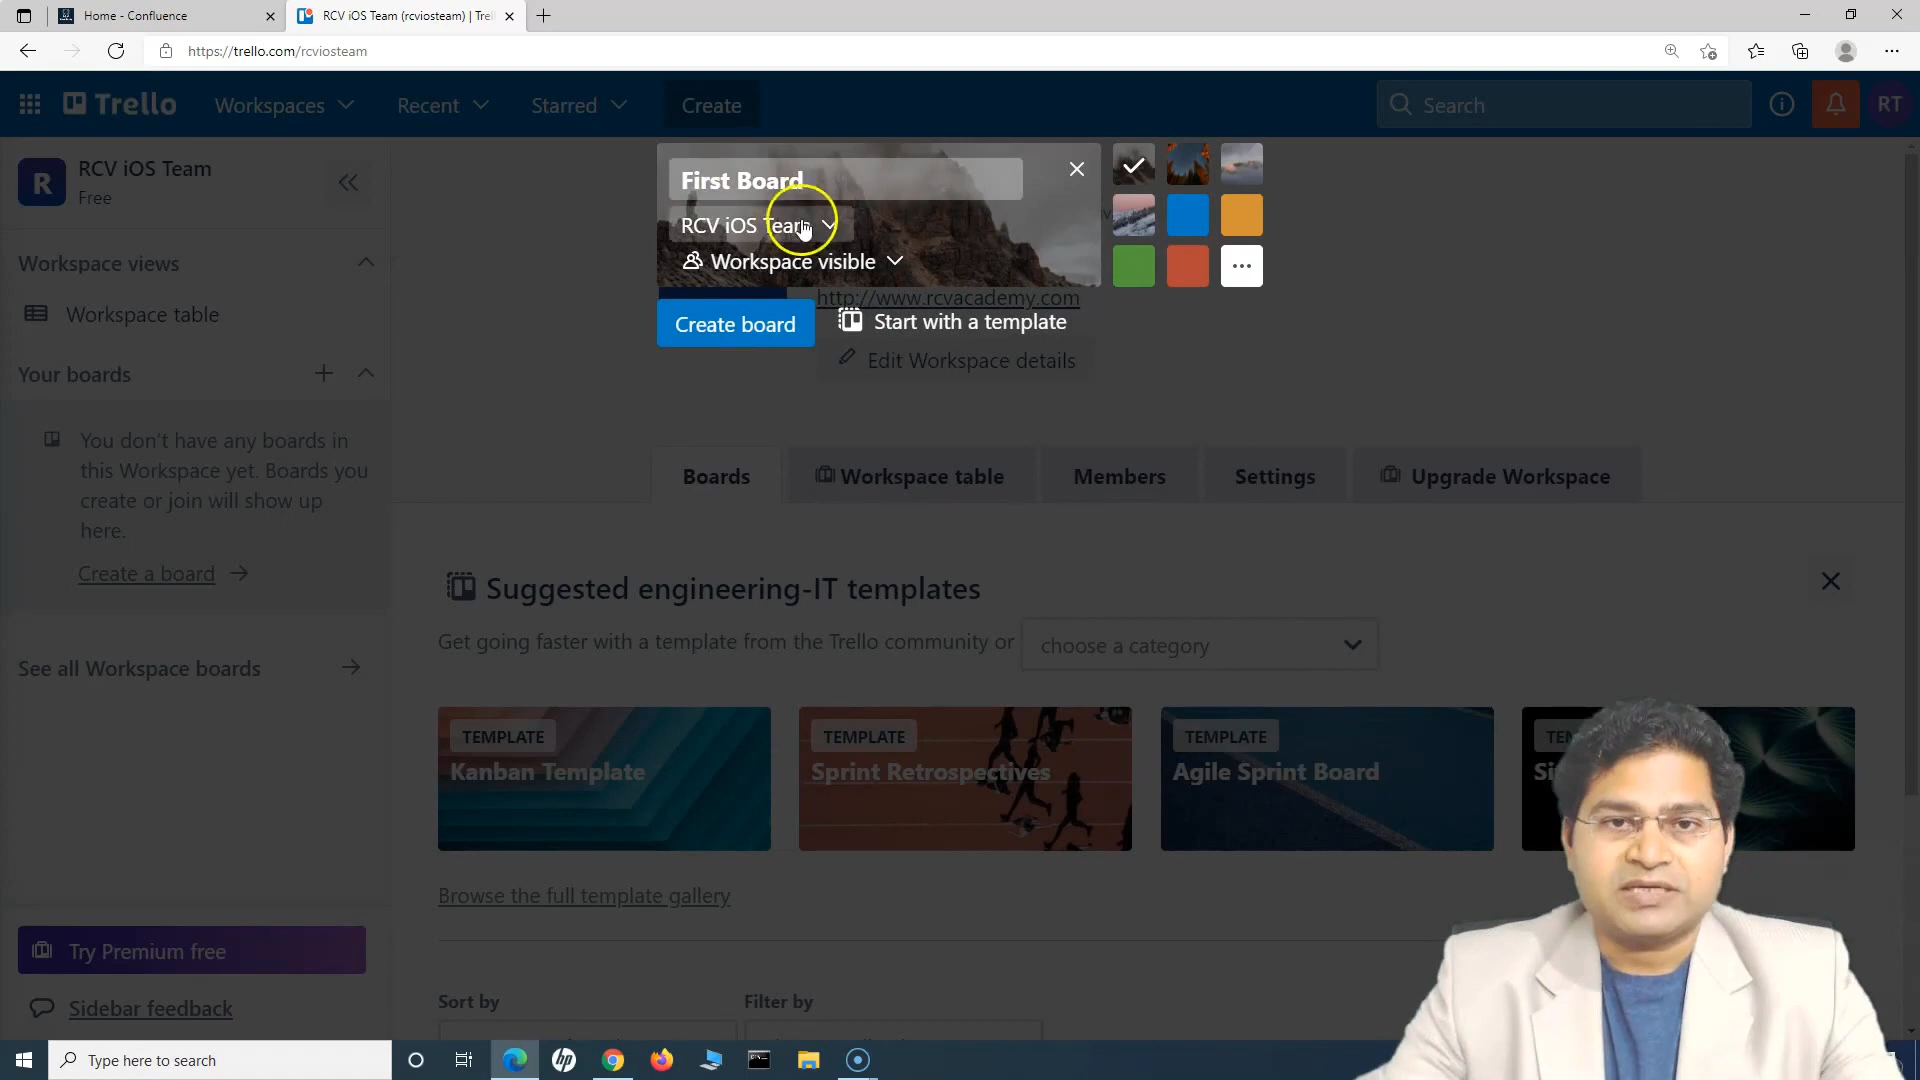 Home - Confluence
RCV iOS Team (rcviosteam) | Trel
https://trello.com/rcviosteam
Trello
Workspaces
Recent
Starred
Create
Search
RT
R
RCV iOS Team
Free
First Board
RCV iOS Team
Workspace visible
http://www.rcvacademy.com
Create board
Start with a template
Edit Workspace details
Workspace views
Workspace table
Your boards
You don't have any boards in
this Workspace yet. Boards you
create or join will show up
here.
Create a board
See all Workspace boards
Boards
Workspace table
Members
Settings
Upgrade Workspace
Suggested engineering-IT templates
Get going faster with a template from the Trello community or
choose a category
TEMPLATE
Kanban Template
TEMPLATE
Sprint Retrospectives
TEMPLATE
Agile Sprint Board
TE
Si
Browse the full template gallery
Try Premium free
Sidebar feedback
Sort by
Filter by
Type here to search
hp